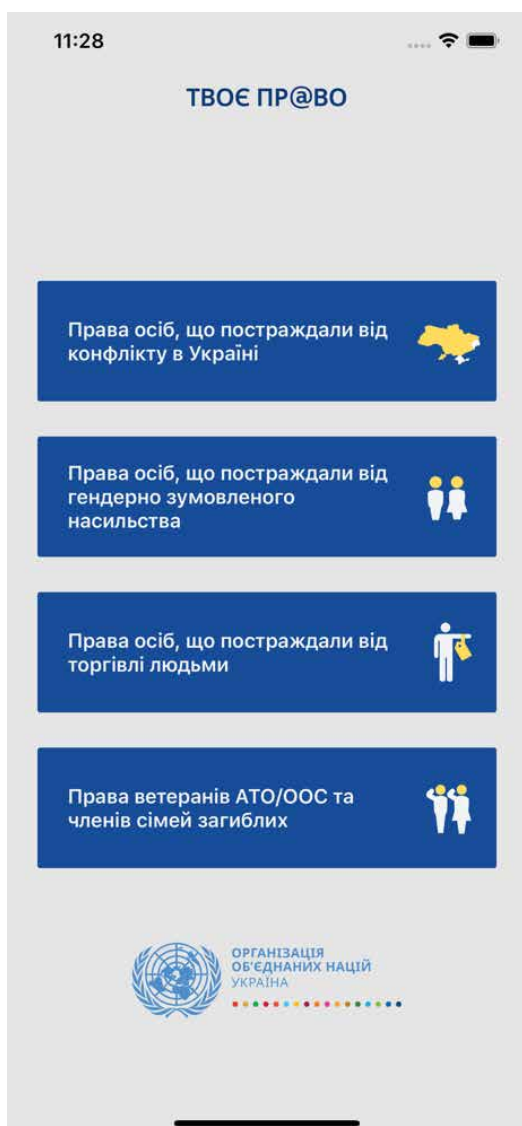 11:28
ТВОЄ ПР@ВО
Права осіб, що постраждали від
конфлікту в Україні
Права осіб, що постраждали від
гендерно зумовленого
насильства
Права осіб, що постраждали від
торгівлі людьми
Права ветеранів АТО/ООС та
членів сімей загиблих
ОРГАНІЗАЦІЯ
ОБ'ЄДНАНИХ НАЦІЙ
УКРАЇНА